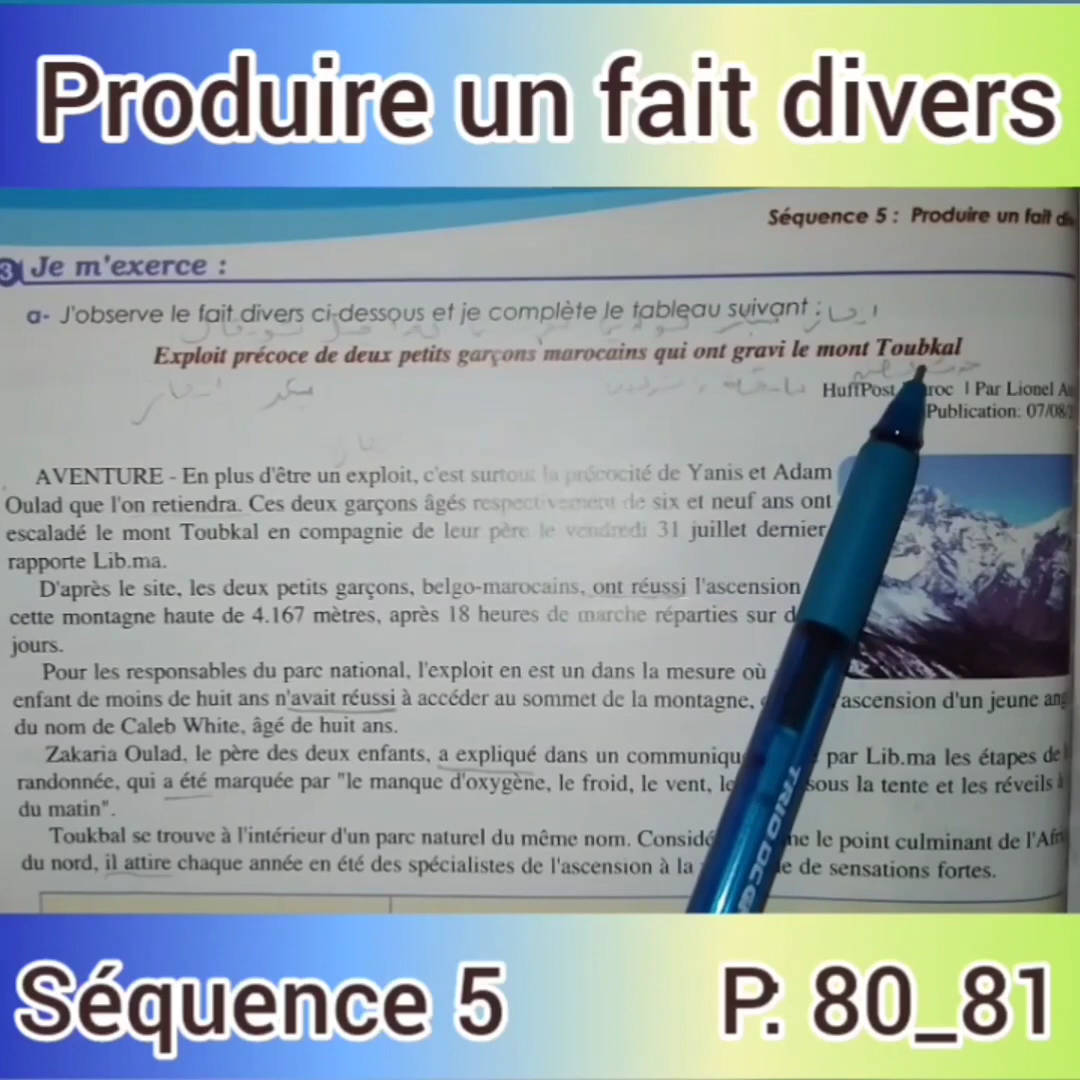 Produire un fait divers
Séquence 5 : Produire un fait
3 Je m'exerce :
a- J'observe le fait divers ci-dessous et je complète le tableau suivant :
Exploit précoce de deux petits garçons marocains qui ont gravi le mont Toubkal
HuffPost | Par Lionel
Publication: 07/08/
AVENTURE - En plus d'être un exploit, c'est surtout la précocité de Yanis et Adam
Oulad que l'on retiendra. Ces deux garçons âgés respectivement de six et neuf ans ont
escaladé le mont Toubkal en compagnie de leur père le vendredi 31 juillet dernier
rapporte Lib.ma.
D'après le site, les deux petits garçons, belgo-marocains, ont réussi l'ascension
cette montagne haute de 4.167 mètres, après 18 heures de marche réparties sur
jours.
Pour les responsables du parc national, l'exploit en est un dans la mesure où
enfant de moins de huit ans n'avait réussi à accéder au sommet de la montagne, ascension d'un jeune
du nom de Caleb White, âgé de huit ans.
Zakaria Oulad, le père des deux enfants, a expliqué dans un par Lib.ma les étapes de
randonnée, qui a été marquée par "le manque d'oxygène, le froid, le vent, sous la tente et les réveils à
du matin".
Toukbal se trouve à l'intérieur d'un parc naturel du même nom. le point culminant de
du nord, il attire chaque année en été des spécialistes de l'ascension à la de sensations fortes.
TRIO
Séquence 5 P. 80_81